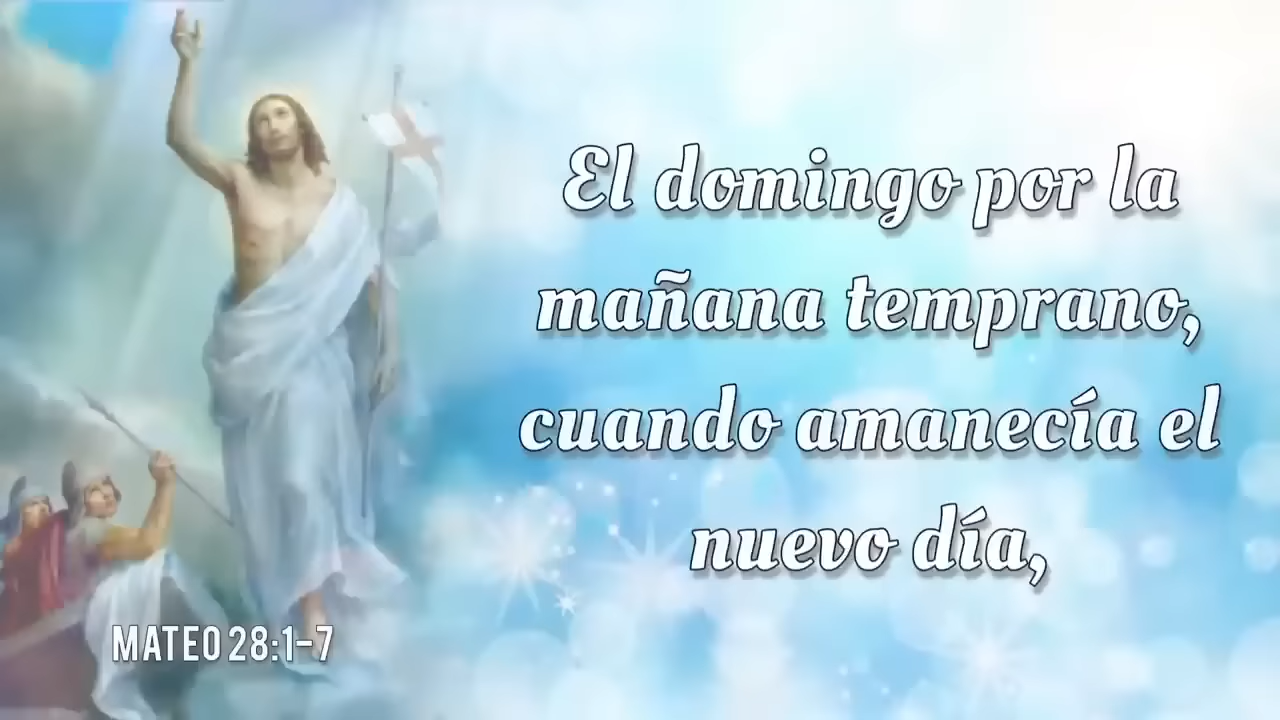 El domingo por la
mañana temprano,
cuando amanecía el
nuevo día,
MATEO 28:1-7